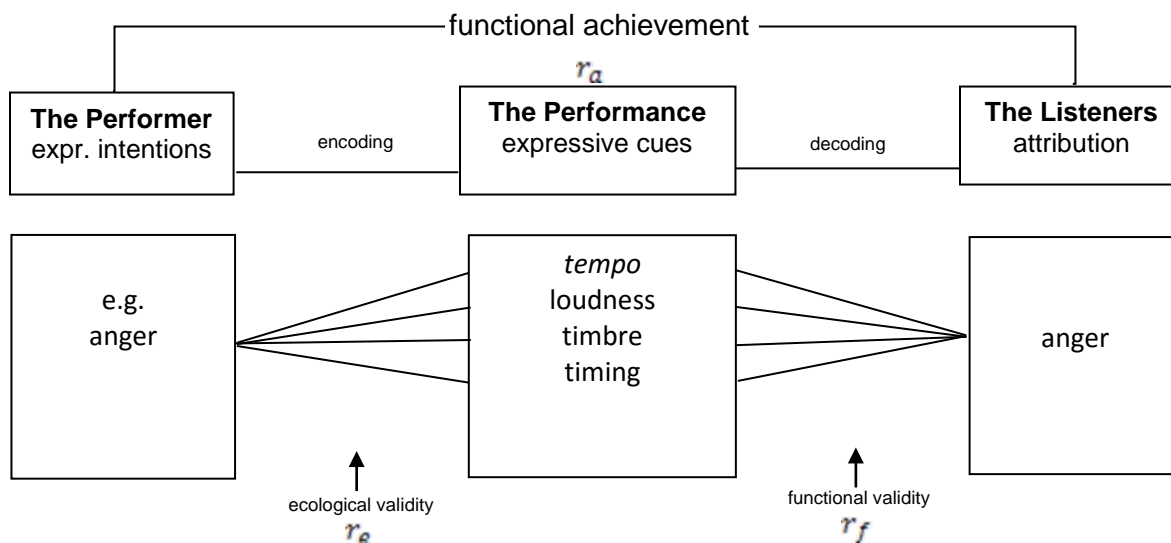 functional achievement
r_a
The Performer
expr. intentions
encoding
The Performance
expressive cues
decoding
The Listeners
attribution
e.g.
anger
tempo
loudness
timbre
timing
anger
ecological validity
r_e
functional validity
r_f